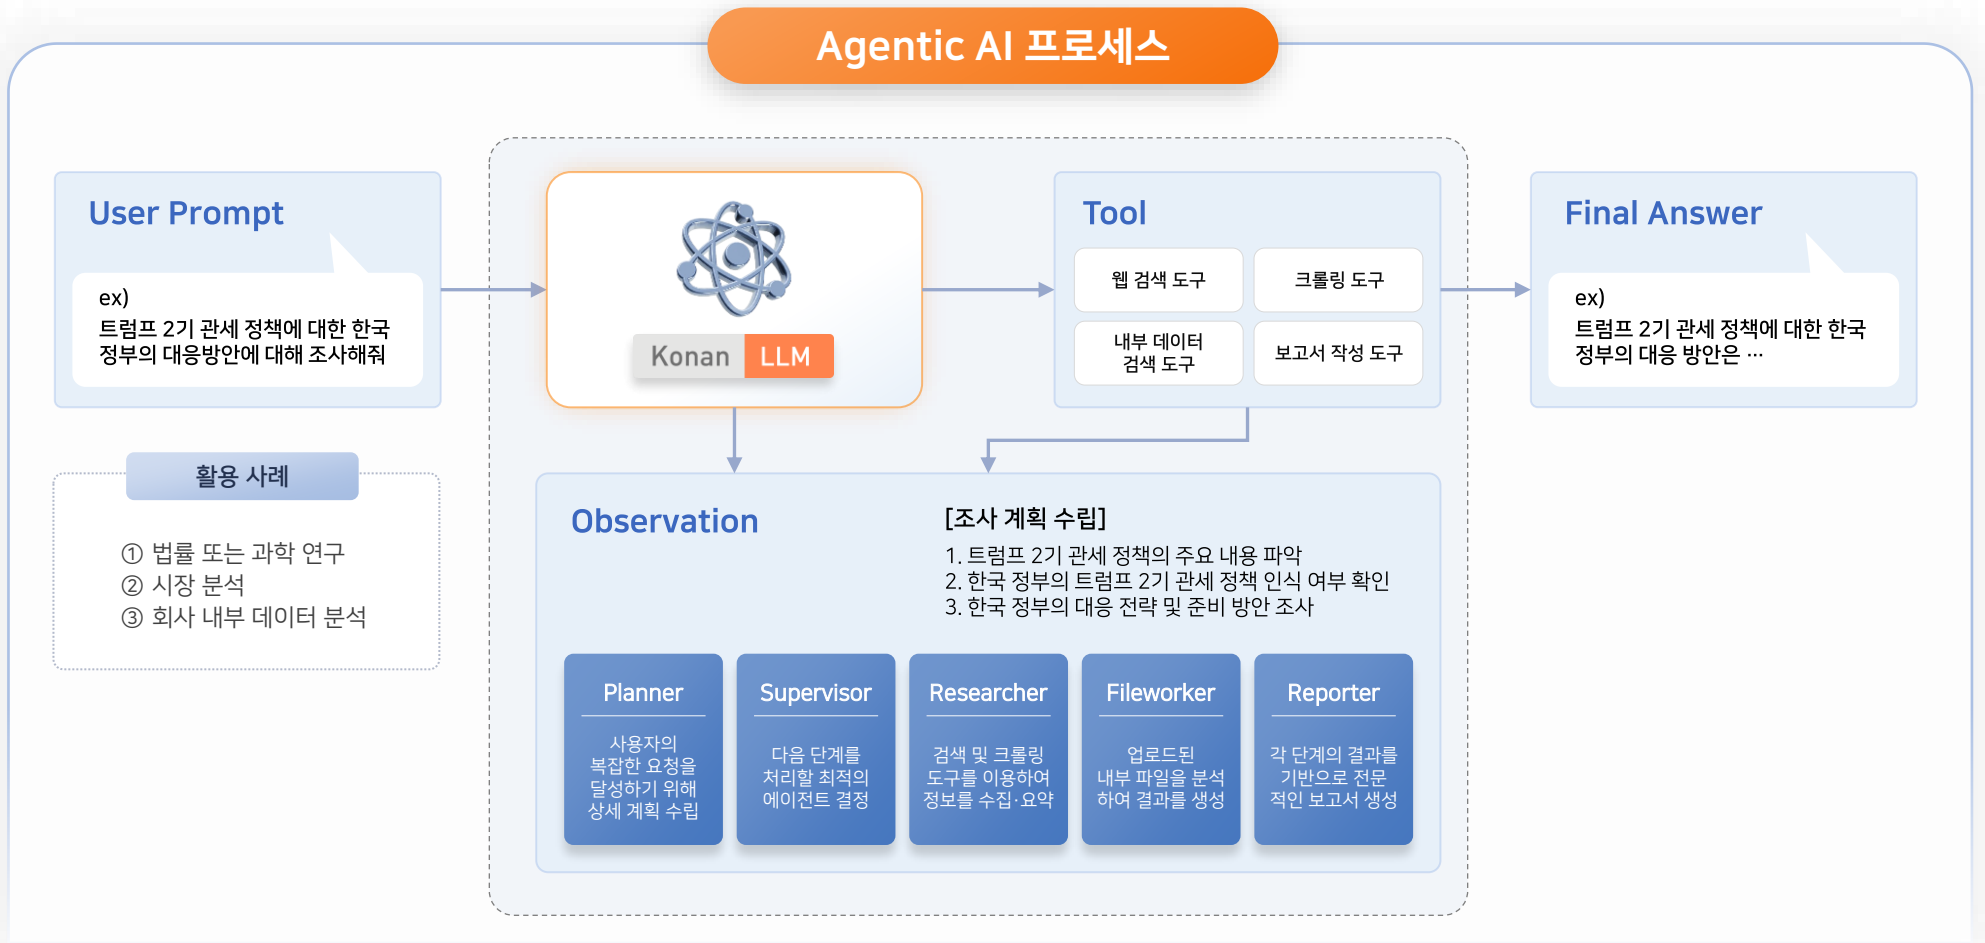 Agentic AI 프로세스
User Prompt
ex)
트럼프 2기 관세 정책에 대한 한국
정부의 대응방안에 대해 조사해줘
Konan LLM
Tool
웹 검색 도구
크롤링 도구
내부 데이터
검색 도구
보고서 작성 도구
Final Answer
ex)
트럼프 2기 관세 정책에 대한 한국
정부의 대응 방안은 …
활용 사례
① 법률 또는 과학 연구
② 시장 분석
③ 회사 내부 데이터 분석
Observation
[조사 계획 수립]
1. 트럼프 2기 관세 정책의 주요 내용 파악
2. 한국 정부의 트럼프 2기 관세 정책 인식 여부 확인
3. 한국 정부의 대응 전략 및 준비 방안 조사
Planner
사용자의
복잡한 요청을
달성하기 위해
상세 계획 수립
Supervisor
다음 단계를
처리할 최적의
에이전트 결정
Researcher
검색 및 크롤링
도구를 이용하여
정보를 수집·요약
Fileworker
업로드된
내부 파일을 분석
하여 결과를 생성
Reporter
각 단계의 결과를
기반으로 전문
적인 보고서 생성